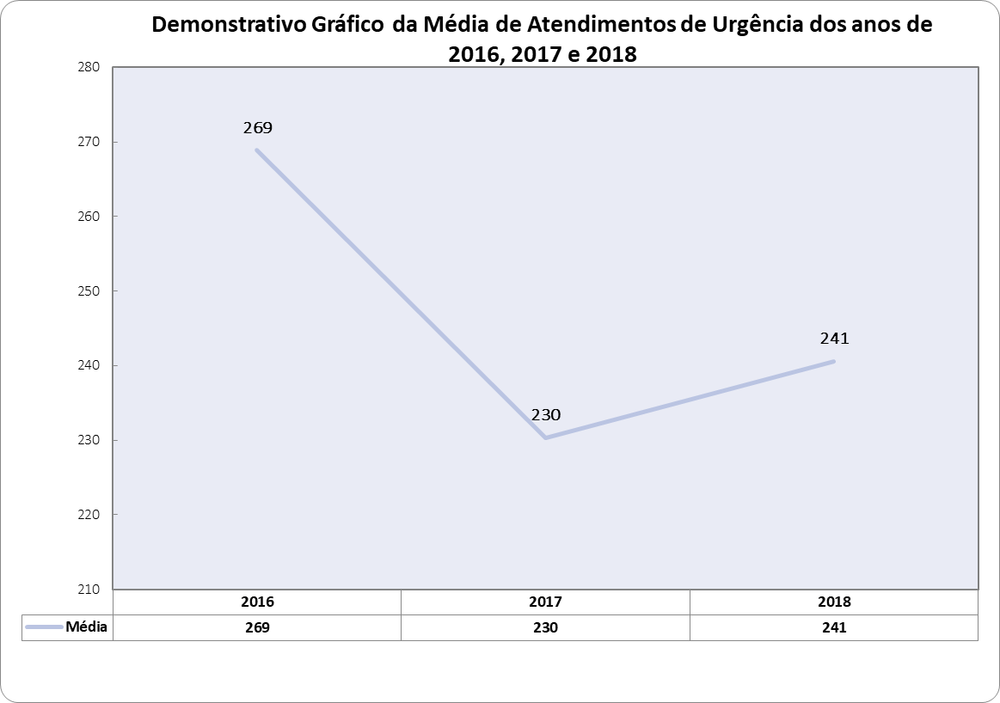 Demonstrativo Gráfico da Média de Atendimentos de Urgência dos anos de
2016, 2017 e 2018
280
270
260
250
240
230
220
210
269
230
241
2016 2017 2018
Média 269 230 241